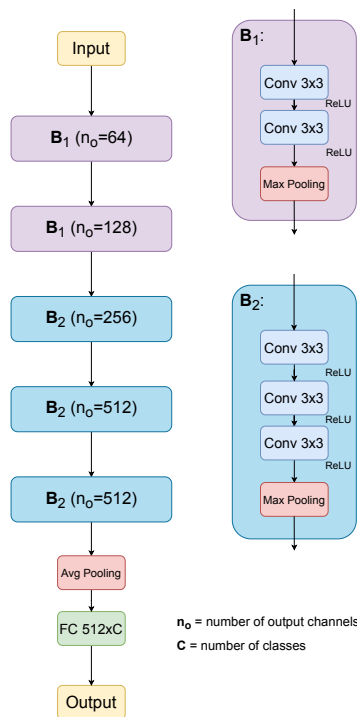 Input
B₁ (nₒ=64)
B₁ (nₒ=128)
B₂ (nₒ=256)
B₂ (nₒ=512)
B₂ (nₒ=512)
Avg Pooling
FC 512xC
Output
B₁:
Conv 3x3
ReLU
Conv 3x3
ReLU
Max Pooling
B₂:
Conv 3x3
ReLU
Conv 3x3
ReLU
Conv 3x3
ReLU
Max Pooling
nₒ = number of output channels
C = number of classes